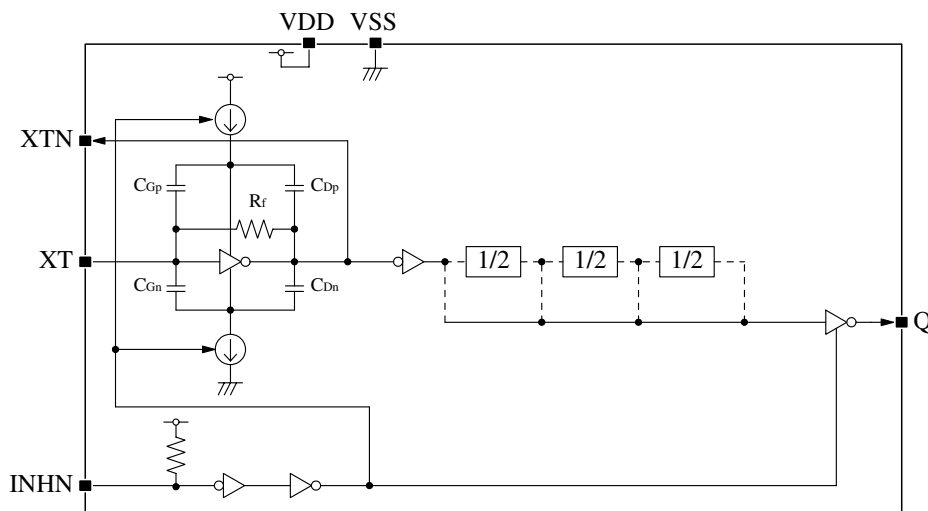 VDD VSS
XTN
CGp CDp
Rf
XT 1/2 1/2 1/2
CGn CDn
Q
INHN